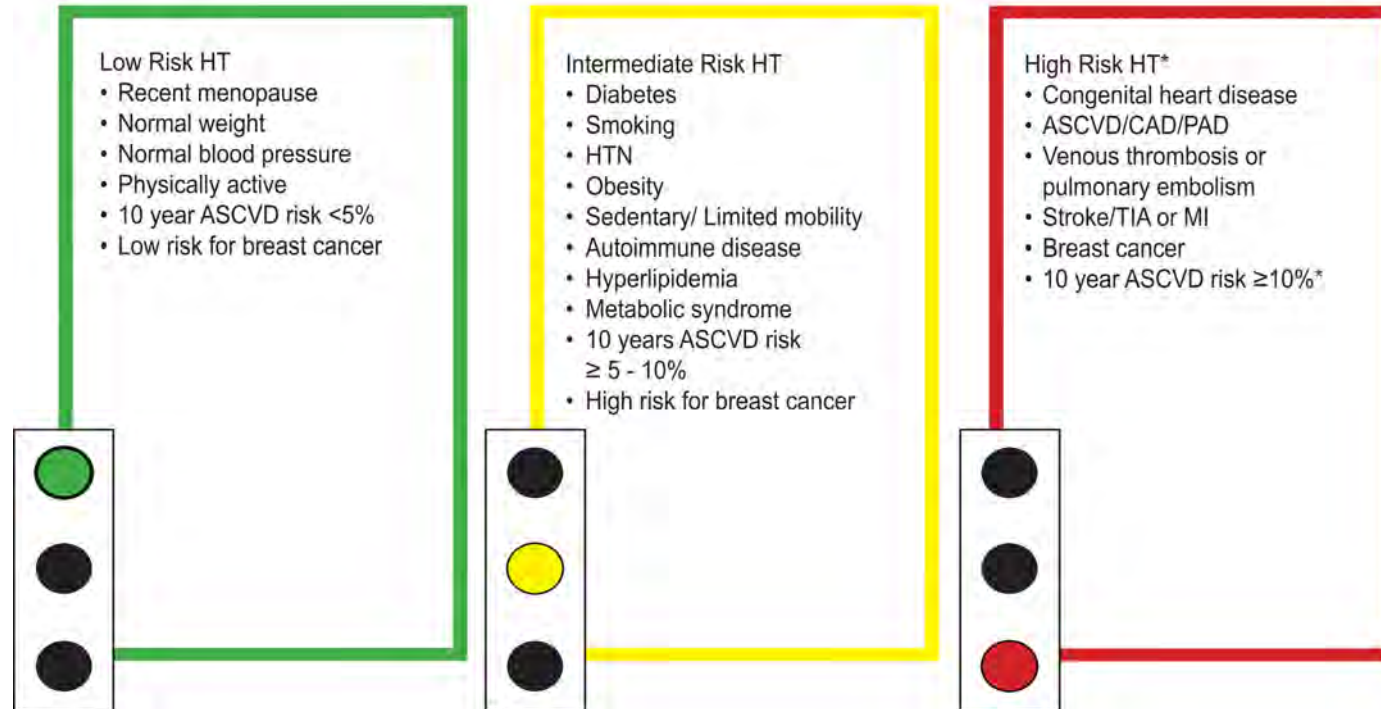 Low Risk HT
• Recent menopause
• Normal weight
• Normal blood pressure
• Physically active
• 10 year ASCVD risk <5%
• Low risk for breast cancer
Intermediate Risk HT
• Diabetes
• Smoking
• HTN
• Obesity
• Sedentary/ Limited mobility
• Autoimmune disease
• Hyperlipidemia
• Metabolic syndrome
• 10 years ASCVD risk
≥ 5 - 10%
• High risk for breast cancer
High Risk HT*
• Congenital heart disease
• ASCVD/CAD/PAD
• Venous thrombosis or
pulmonary embolism
• Stroke/TIA or MI
• Breast cancer
• 10 year ASCVD risk ≥10%*